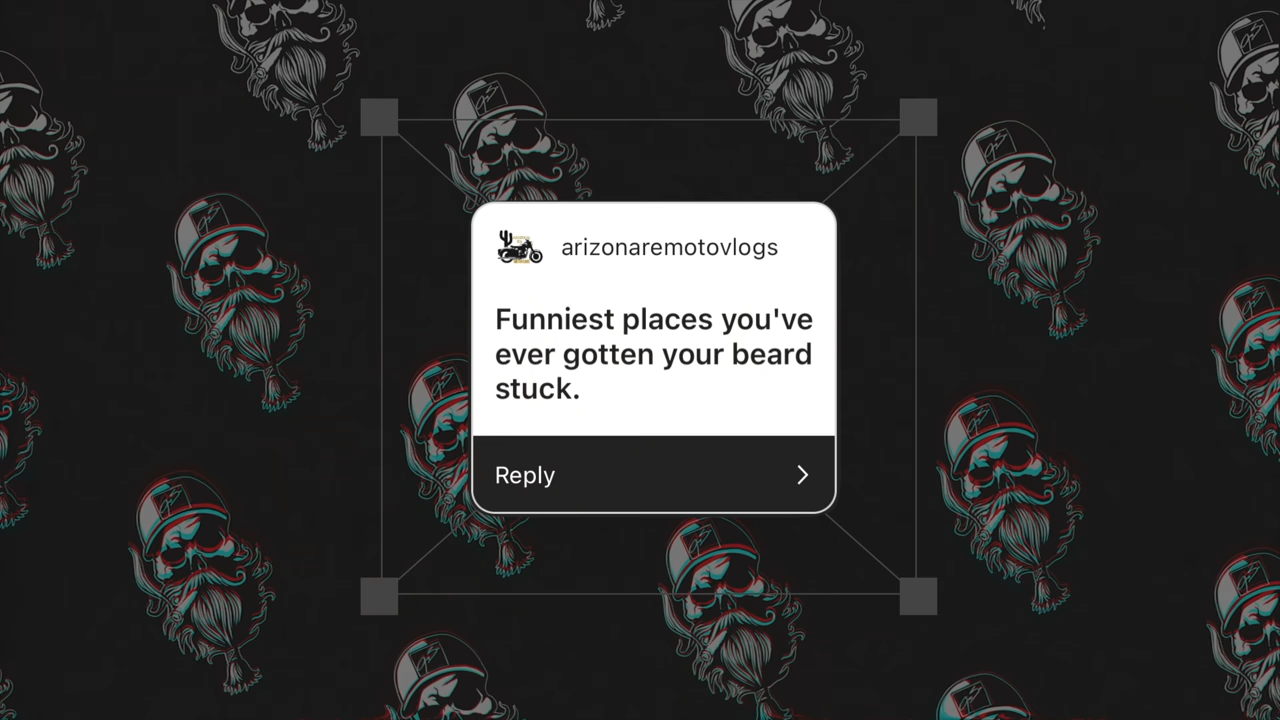 arizonaremotovlogs
Funniest places you've
ever gotten your beard
stuck.
Reply